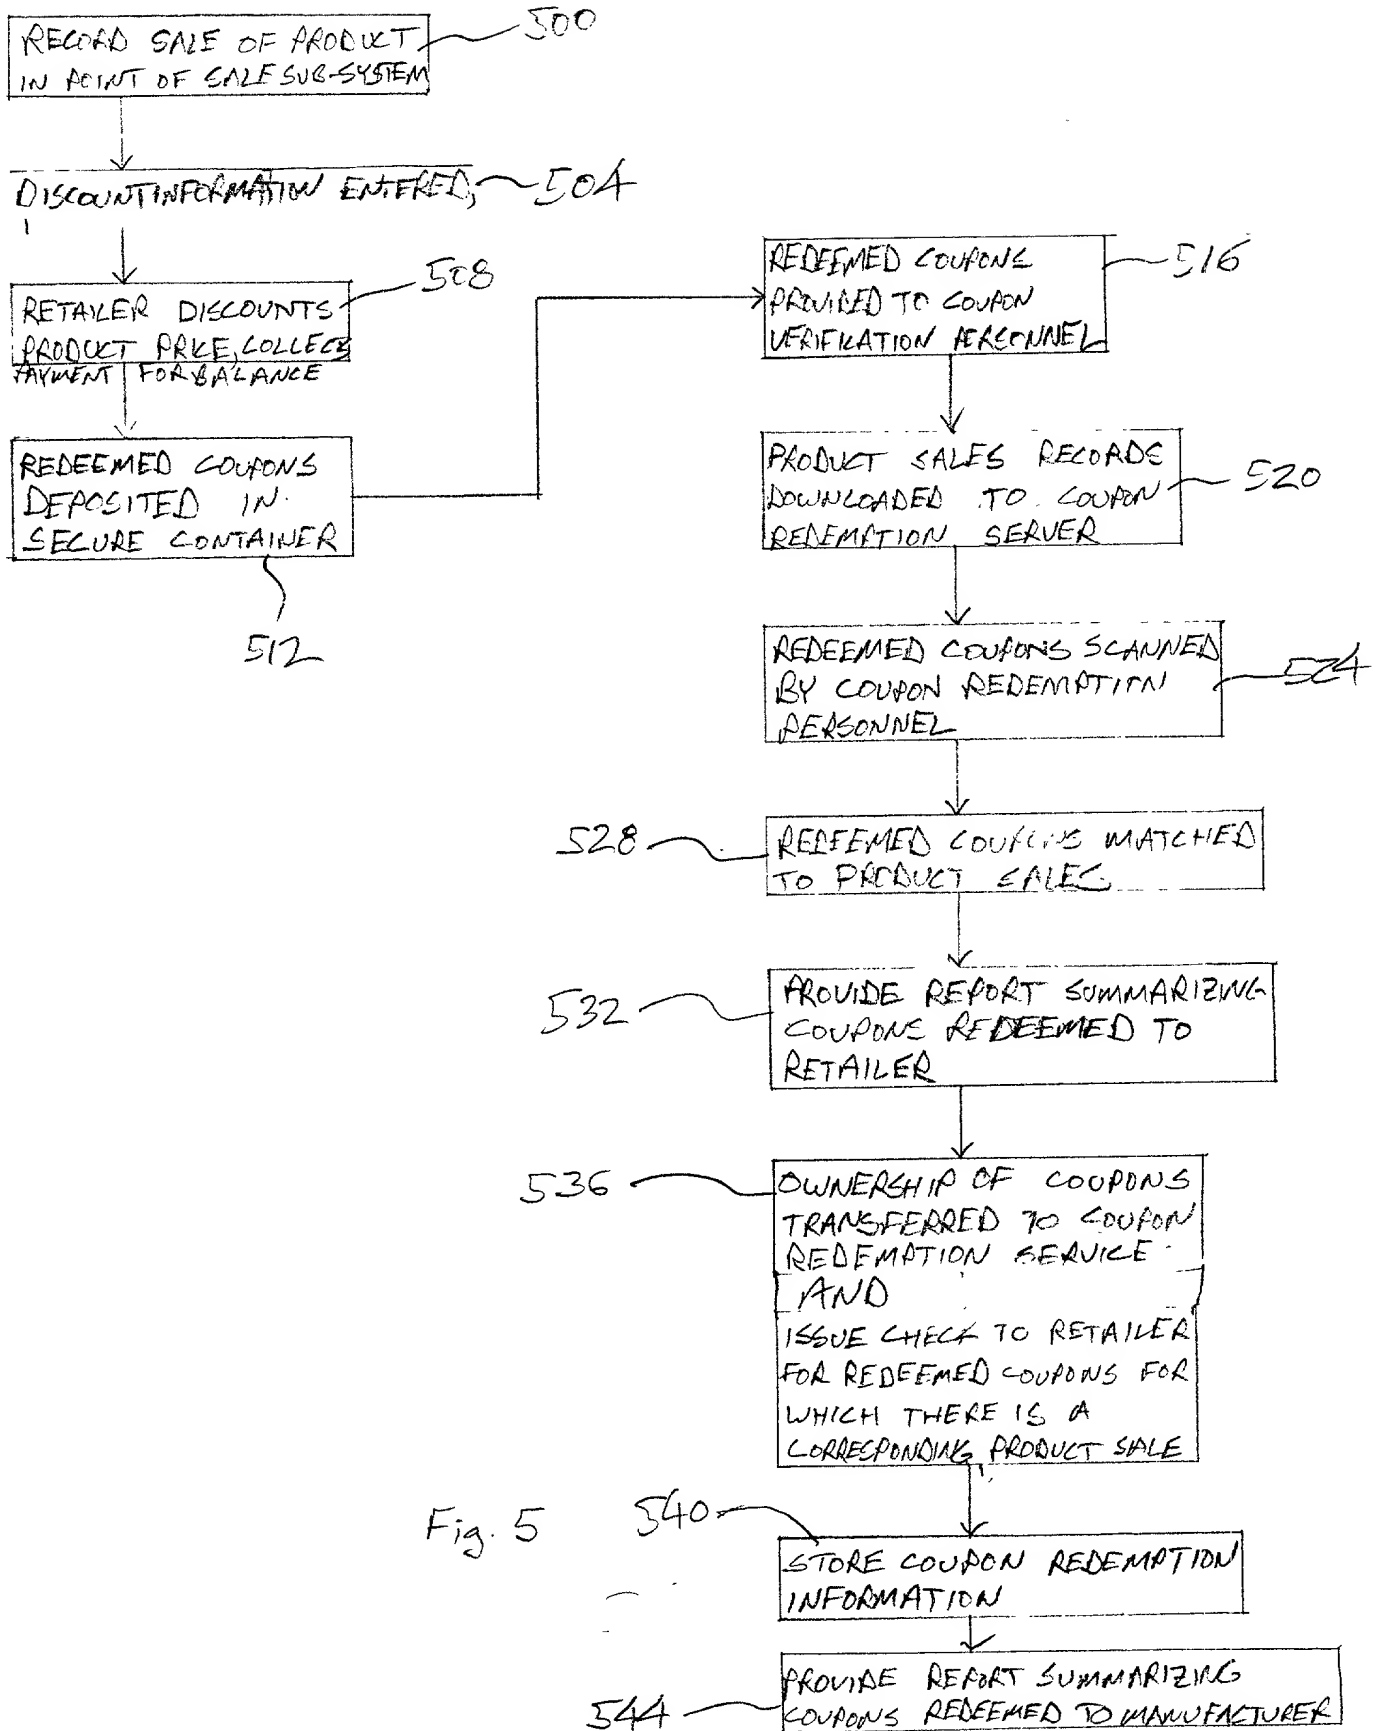 RECORD SALE OF PRODUCT
IN POINT OF SALE SUB-SYSTEM
500
DISCOUNT INFORMATION ENTERED,
504
RETAILER DISCOUNTS
PRODUCT PRICE, COLLECTS
PAYMENT FOR BALANCE
508
REDEEMED COUPONS
DEPOSITED IN
SECURE CONTAINER
512
REDEEMED COUPONS
PROVIDED TO COUPON
VERIFICATION PERSONNEL
516
PRODUCT SALES RECORDS
DOWNLOADED TO COUPON
REDEMPTION SERVER
520
REDEEMED COUPONS SCANNED
BY COUPON REDEMPTION
PERSONNEL
524
528
REDEEMED COUPONS MATCHED
TO PRODUCT SALES
532
PROVIDE REPORT SUMMARIZING
COUPONS REDEEMED TO
RETAILER
536
OWNERSHIP OF COUPONS
TRANSFERRED TO COUPON
REDEMPTION SERVICE
AND
ISSUE CHECK TO RETAILER
FOR REDEEMED COUPONS FOR
WHICH THERE IS A
CORRESPONDING PRODUCT SALE
Fig. 5
540
STORE COUPON REDEMPTION
INFORMATION
544
PROVIDE REPORT SUMMARIZING
COUPONS REDEEMED TO MANUFACTURER